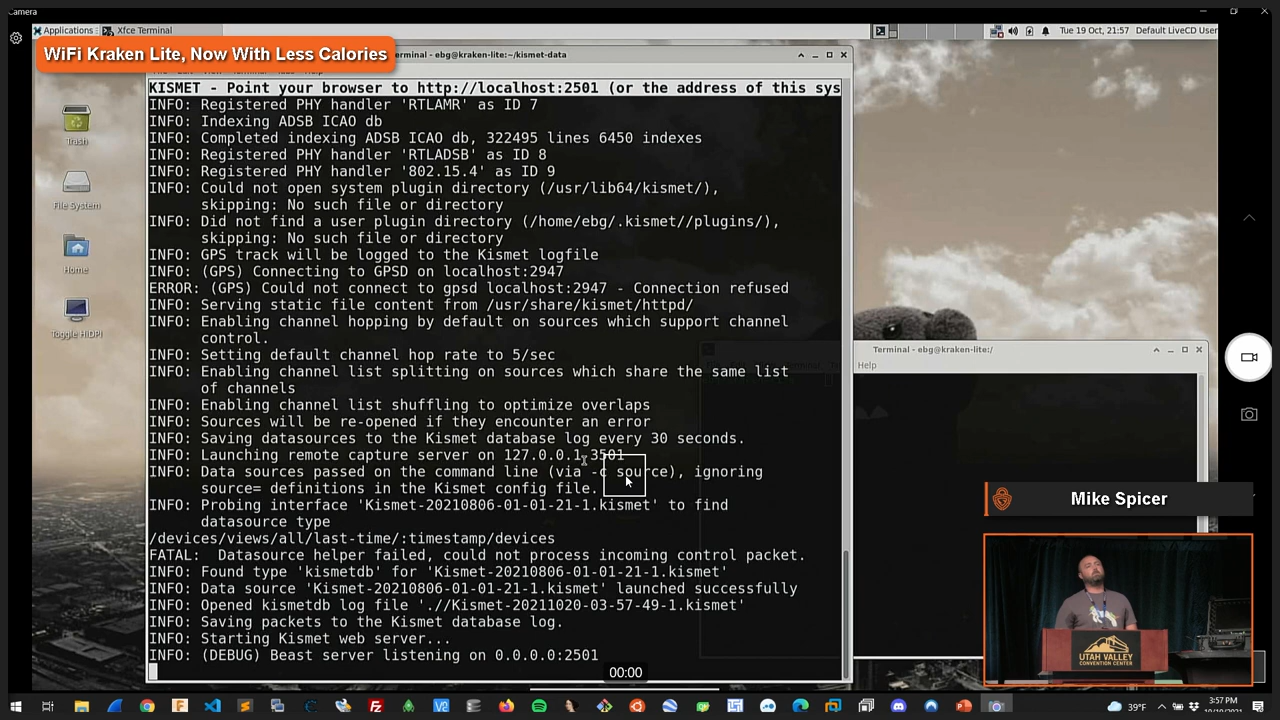 Camera
Applications
Xfce Terminal
Tue 19 Oct, 21:57
Default LiveCD User
WiFi Kraken Lite, Now With Less Calories
erminal - ebg@kraken-lite:~/kismet-data
KISMET - Point your browser to http://localhost:2501 (or the address of this sys
INFO: Registered PHY handler 'RTLAMR' as ID 7
INFO: Indexing ADSB ICAO db
INFO: Completed indexing ADSB ICAO db, 322495 lines 6450 indexes
INFO: Registered PHY handler 'RTLADSB' as ID 8
INFO: Registered PHY handler '802.15.4' as ID 9
INFO: Could not open system plugin directory (/usr/lib64/kismet/),
skipping: No such file or directory
INFO: Did not find a user plugin directory (/home/ebg/.kismet//plugins/),
skipping: No such file or directory
INFO: GPS track will be logged to the Kismet logfile
INFO: (GPS) Connecting to GPSD on localhost:2947
ERROR: (GPS) Could not connect to gpsd localhost:2947 - Connection refused
INFO: Serving static file content from /usr/share/kismet/httpd/
INFO: Enabling channel hopping by default on sources which support channel
control.
INFO: Setting default channel hop rate to 5/sec
INFO: Enabling channel list splitting on sources which share the same list
of channels
INFO: Enabling channel list shuffling to optimize overlaps
INFO: Sources will be re-opened if they encounter an error
INFO: Saving datasources to the Kismet database log every 30 seconds.
INFO: Launching remote capture server on 127.0.0.1 3501
INFO: Data sources passed on the command line (via -c source), ignoring
source= definitions in the Kismet config file.
INFO: Probing interface 'Kismet-20210806-01-01-21-1.kismet' to find
datasource type
/devices/views/all/last-time/:timestamp/devices
FATAL:  Datasource helper failed, could not process incoming control packet.
INFO: Found type 'kismetdb' for 'Kismet-20210806-01-01-21-1.kismet'
INFO: Data source 'Kismet-20210806-01-01-21-1.kismet' launched successfully
INFO: Opened kismetdb log file './/Kismet-20211020-03-57-49-1.kismet'
INFO: Saving packets to the Kismet database log.
INFO: Starting Kismet web server...
INFO: (DEBUG) Beast server listening on 0.0.0.0:2501
Trash
File System
Home
Toggle HiDPI
Terminal - ebg@kraken-lite:/
Help
Mike Spicer
UTAH VALLEY
CONVENTION CENTER
00:00
39°F
3:57 PM